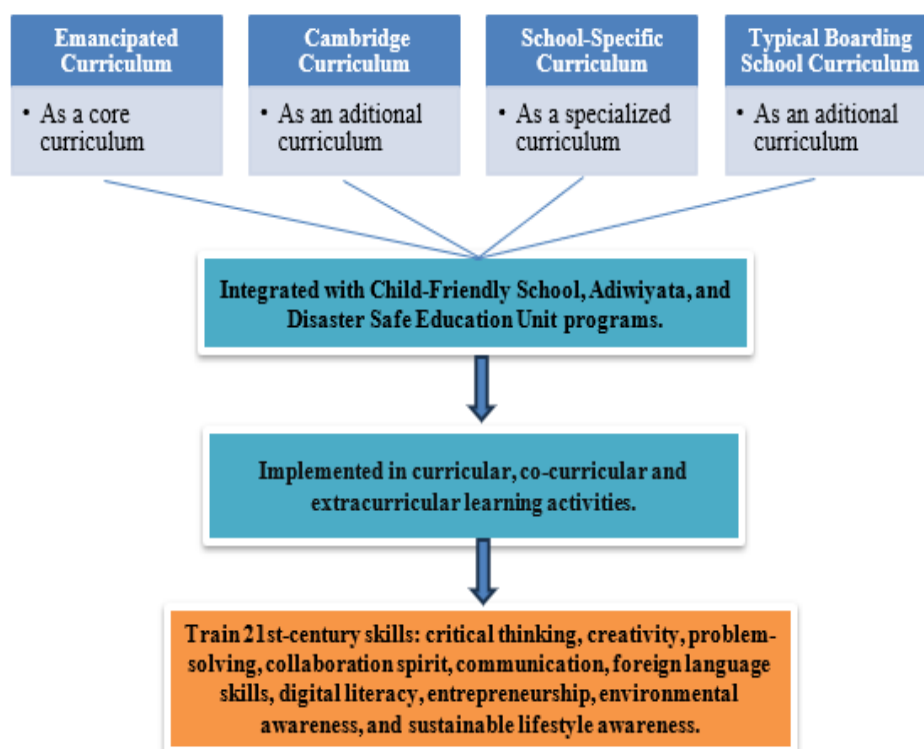 Emancipated
Curriculum
• As a core
curriculum
Cambridge
Curriculum
• As an aditional
curriculum
School-Specific
Curriculum
• As a specialized
curriculum
Typical Boarding
School Curriculum
• As an aditional
curriculum
Integrated with Child-Friendly School, Adiwiyata, and
Disaster Safe Education Unit programs.
Implemented in curricular, co-curricular and
extracurricular learning activities.
Train 21st-century skills: critical thinking, creativity, problem-
solving, collaboration spirit, communication, foreign language
skills, digital literacy, entrepreneurship, environmental
awareness, and sustainable lifestyle awareness.